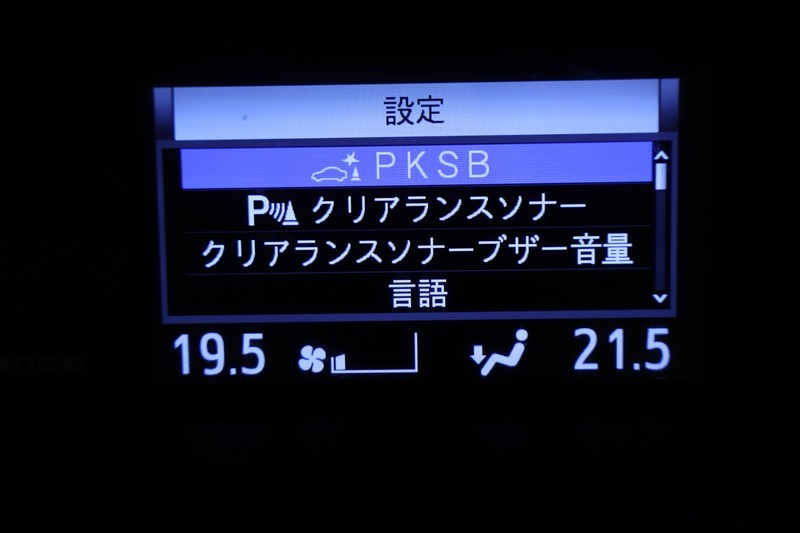 設定
PKSB
P クリアランスソナー
クリアランスソナーブザー音量
言語
19.5 21.5